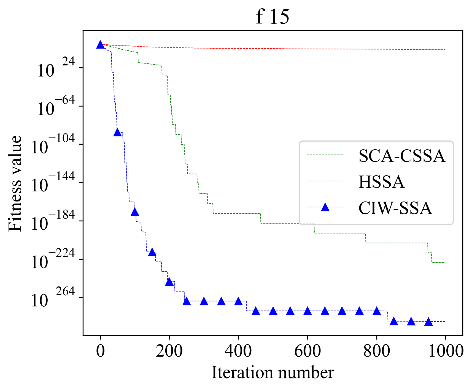 f 15
Fitness value
10^24
10^-64
10^-104
10^-144
10^-184
10^-224
10^-264
SCA-CSSA
HSSA
CIW-SSA
0 200 400 600 800 1000
Iteration number